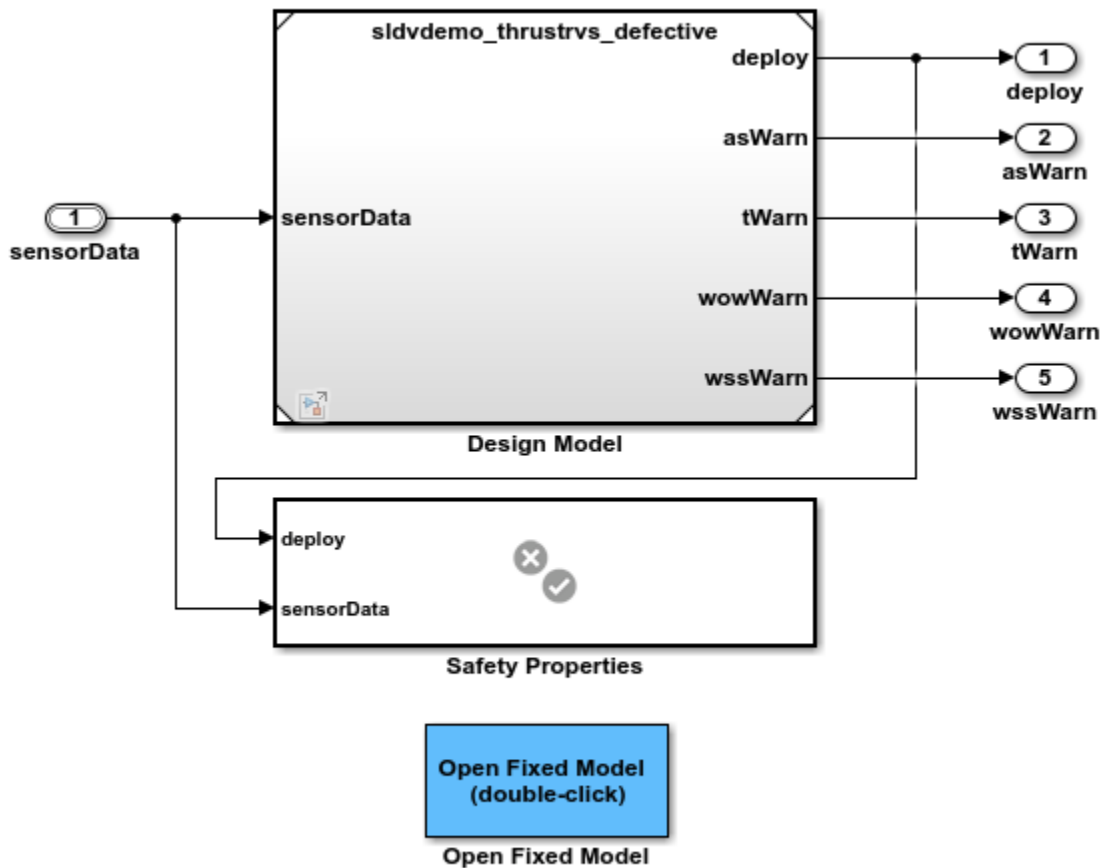 sldvdemo_thrustrvs_defective
deploy
1
deploy
asWarn
2
asWarn
1
sensorData
sensorData
tWarn
3
tWarn
wowWarn
4
wowWarn
wssWarn
5
wssWarn
Design Model
deploy
sensorData
Safety Properties
Open Fixed Model
(double-click)
Open Fixed Model